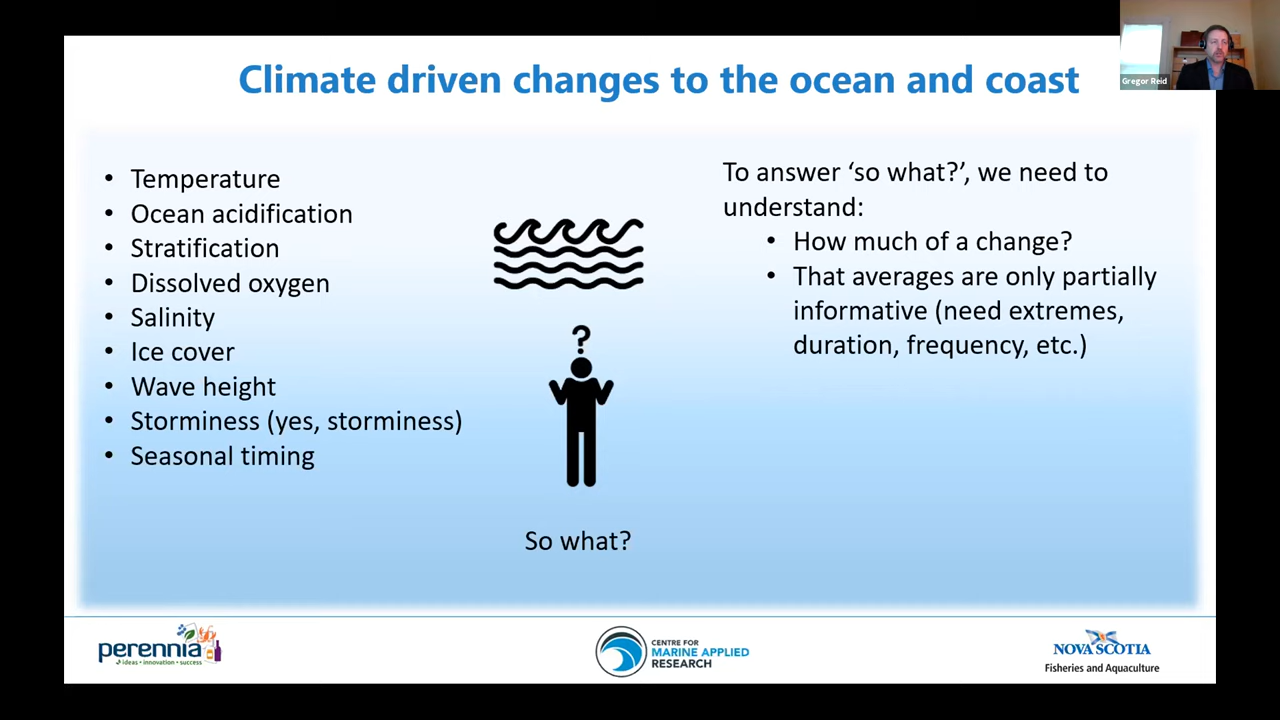 Climate driven changes to the ocean and coast
Gregor Reid
• Temperature
• Ocean acidification
• Stratification
• Dissolved oxygen
• Salinity
• Ice cover
• Wave height
• Storminess (yes, storminess)
• Seasonal timing
?
So what?
To answer ‘so what?’, we need to
understand:
• How much of a change?
• That averages are only partially
informative (need extremes,
duration, frequency, etc.)
perennia
ideas • innovation • success
CENTRE FOR
MARINE APPLIED
RESEARCH
NOVA SCOTIA
Fisheries and Aquaculture